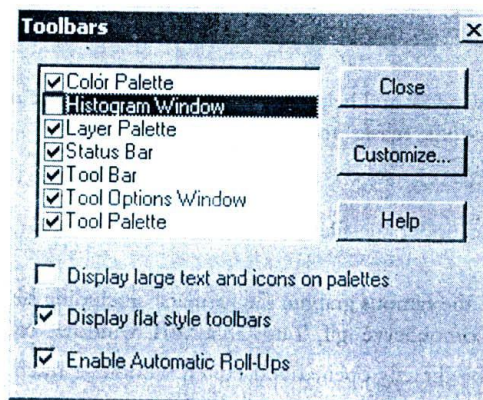 Toolbars
Color Palette
Histogram Window
Layer Palette
Status Bar
Tool Bar
Tool Options Window
Tool Palette
Close
Customize...
Help
Display large text and icons on palettes
Display flat style toolbars
Enable Automatic Roll-Ups